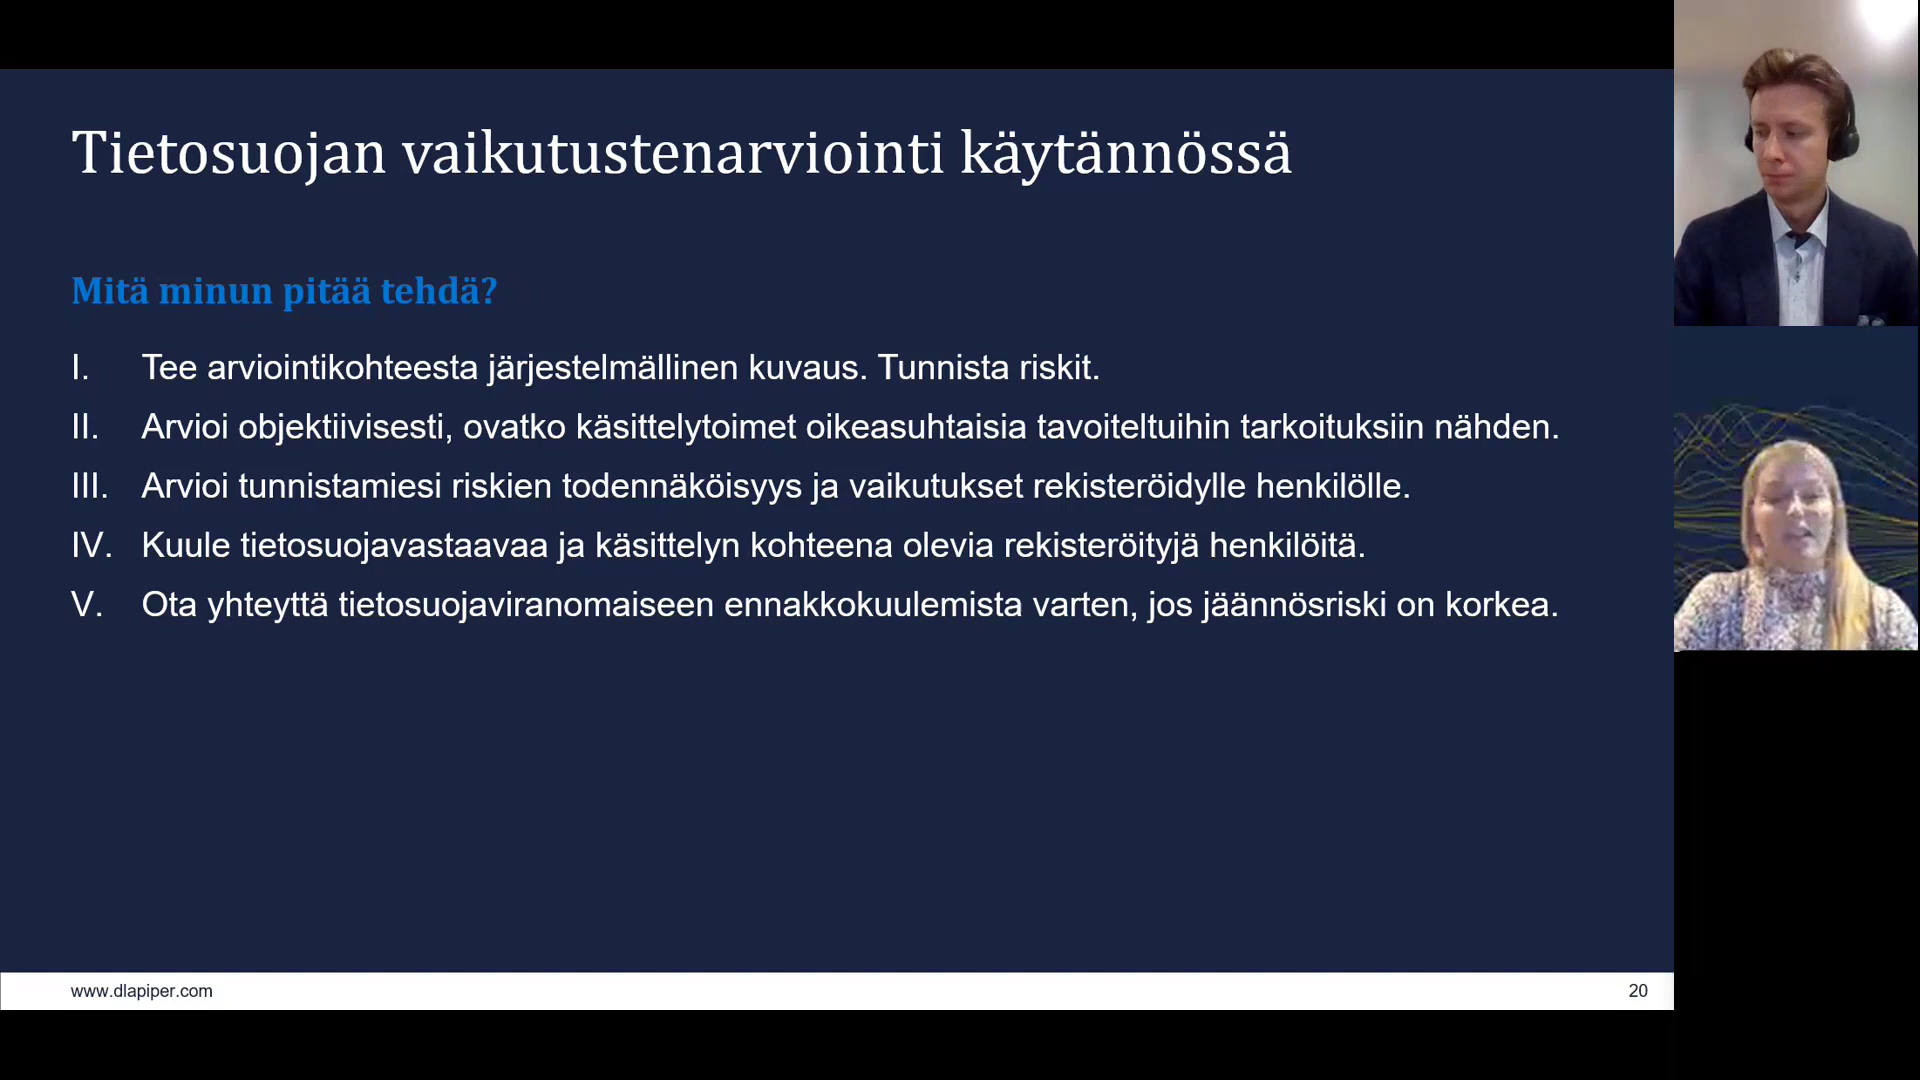 Tietosuojan vaikutustenarviointi käytännössä
Mitä minun pitää tehdä?
I. Tee arviointikohteesta järjestelmällinen kuvaus. Tunnista riskit.
II. Arvioi objektiivisesti, ovatko käsittelytoimet oikeasuhtaisia tavoiteltuihin tarkoituksiin nähden.
III. Arvioi tunnistamiesi riskien todennäköisyys ja vaikutukset rekisteröidylle henkilölle.
IV. Kuule tietosuojavastaavaa ja käsittelyn kohteena olevia rekisteröityjä henkilöitä.
V. Ota yhteyttä tietosuojaviranomaiseen ennakkokuulemista varten, jos jäännösriski on korkea.
www.dlapiper.com
20